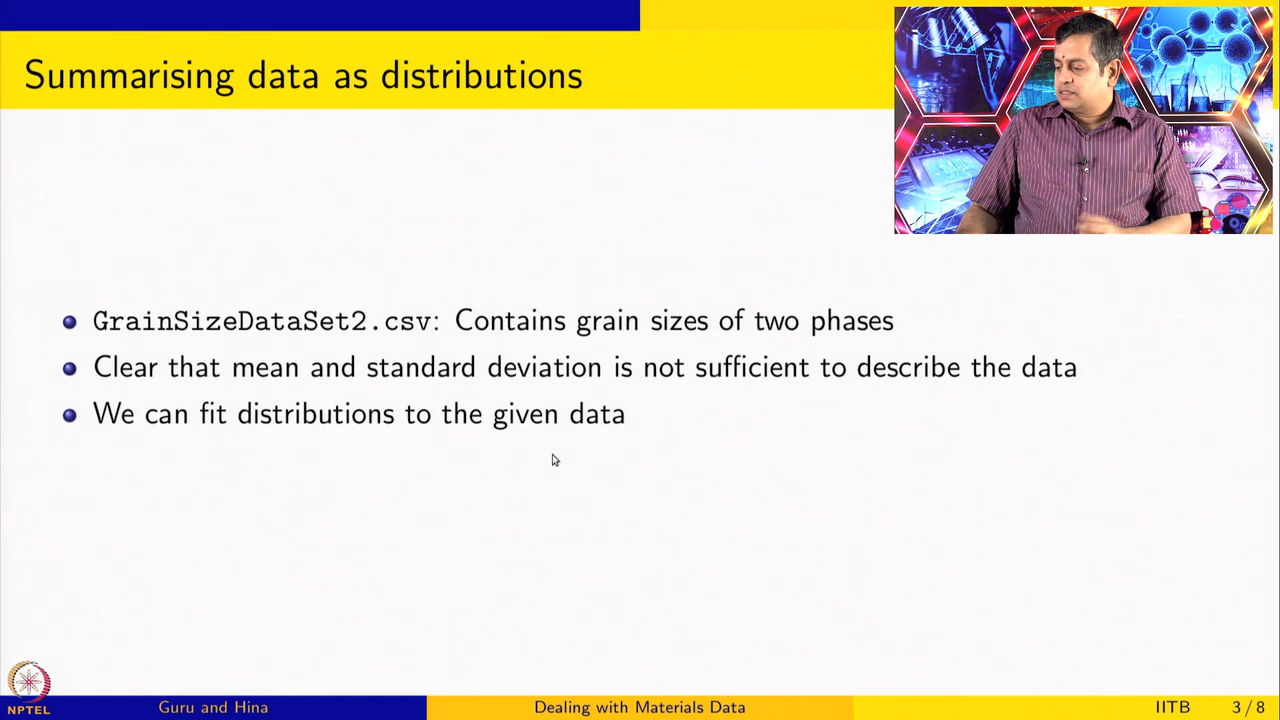 Summarising data as distributions
GrainSizeDataSet2.csv: Contains grain sizes of two phases
Clear that mean and standard deviation is not sufficient to describe the data
We can fit distributions to the given data
NPTEL
Guru and Hina
Dealing with Materials Data
IITB
3 / 8